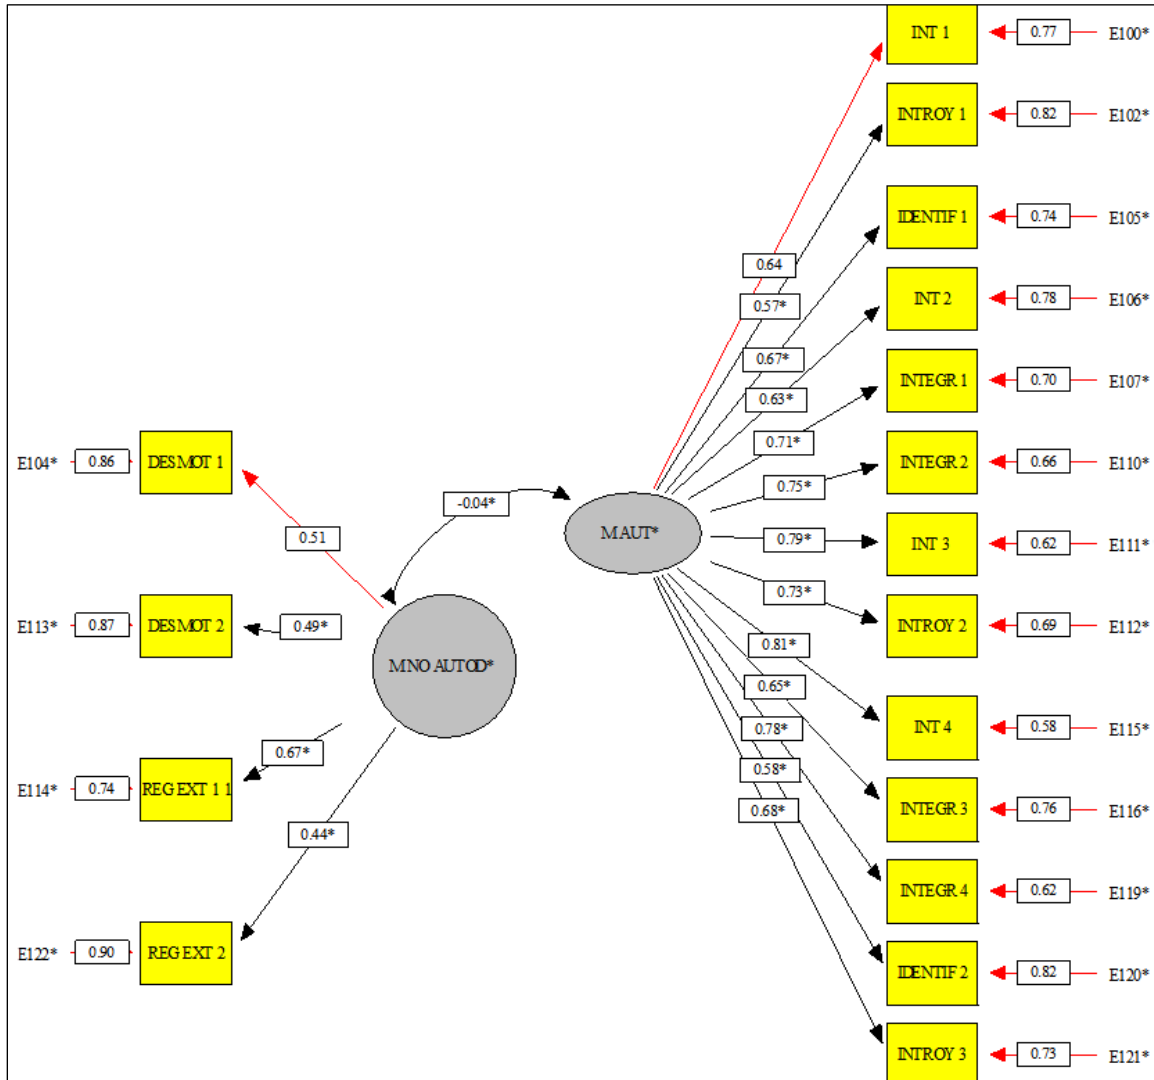 INT 1
0.77
E100*
INTROY 1
0.82
E102*
IDENTIF 1
0.74
E105*
0.64
INT 2
0.78
E106*
0.57*
0.67*
INTEGR 1
0.70
E107*
0.63*
0.71*
E104*
0.86
DESMOT 1
INTEGR 2
0.66
E110*
0.75*
-0.04*
M AUT*
0.51
0.79*
INT 3
0.62
E111*
0.73*
E113*
0.87
DESMOT 2
0.49*
INTROY 2
0.69
E112*
M NO AUTOD*
0.81*
0.65*
INT 4
0.58
E115*
0.78*
0.67*
0.58*
E114*
0.74
REG EXT 1 1
0.68*
INTEGR 3
0.76
E116*
0.44*
INTEGR 4
0.62
E119*
E122*
0.90
REG EXT 2
IDENTIF 2
0.82
E120*
INTROY 3
0.73
E121*